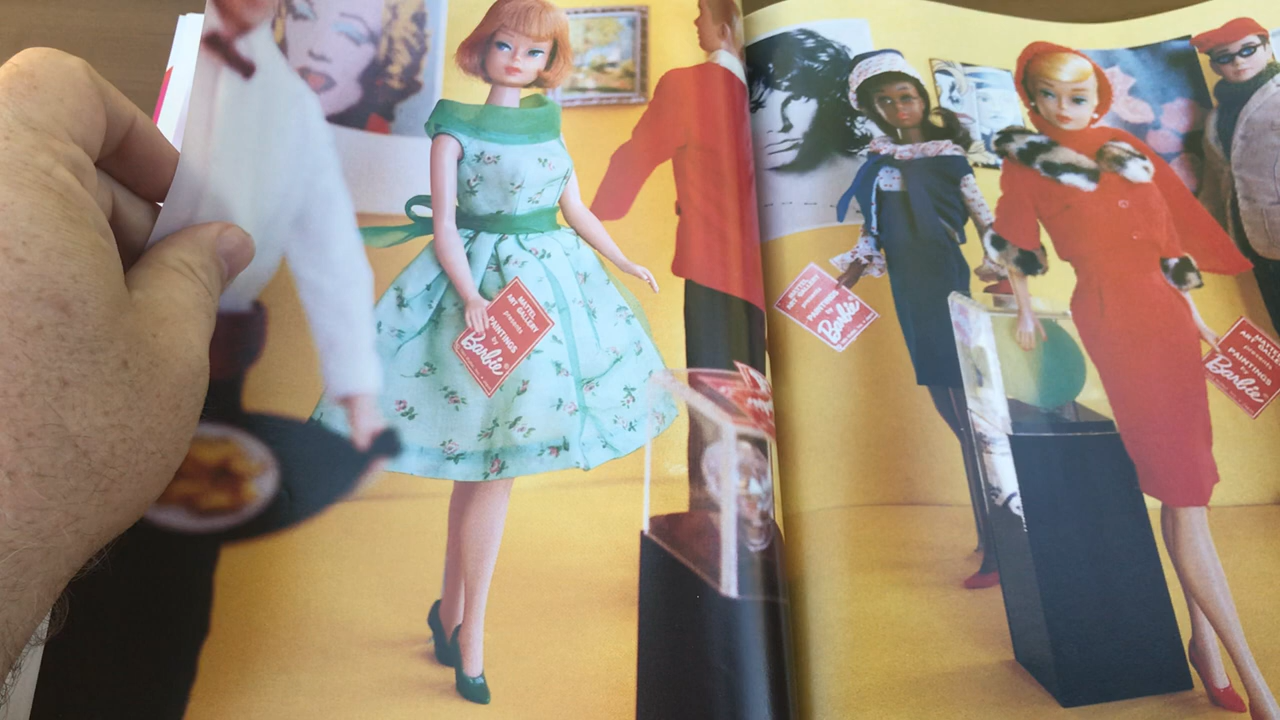 MATTEL
ART GALLERY
presents
PAINTINGS
by
Barbie®
MATTEL
ART GALLERY
presents
PAINTINGS
by
Barbie
MATTEL
ART GALLERY
presents
PAINTINGS
by
Barbie®